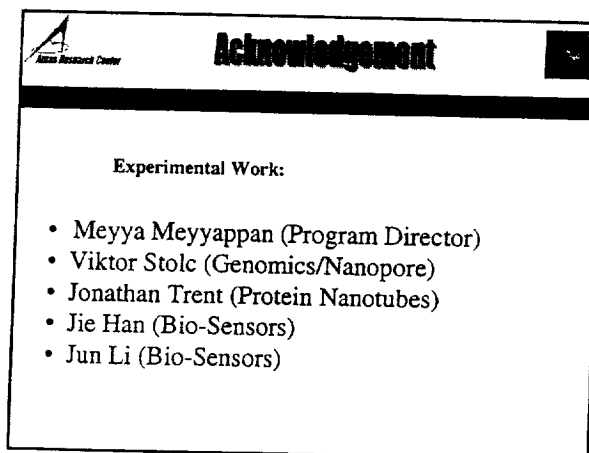 Ames Research Center
Acknowledgement
Experimental Work:
• Meyya Meyyappan (Program Director)
• Viktor Stolc (Genomics/Nanopore)
• Jonathan Trent (Protein Nanotubes)
• Jie Han (Bio-Sensors)
• Jun Li (Bio-Sensors)